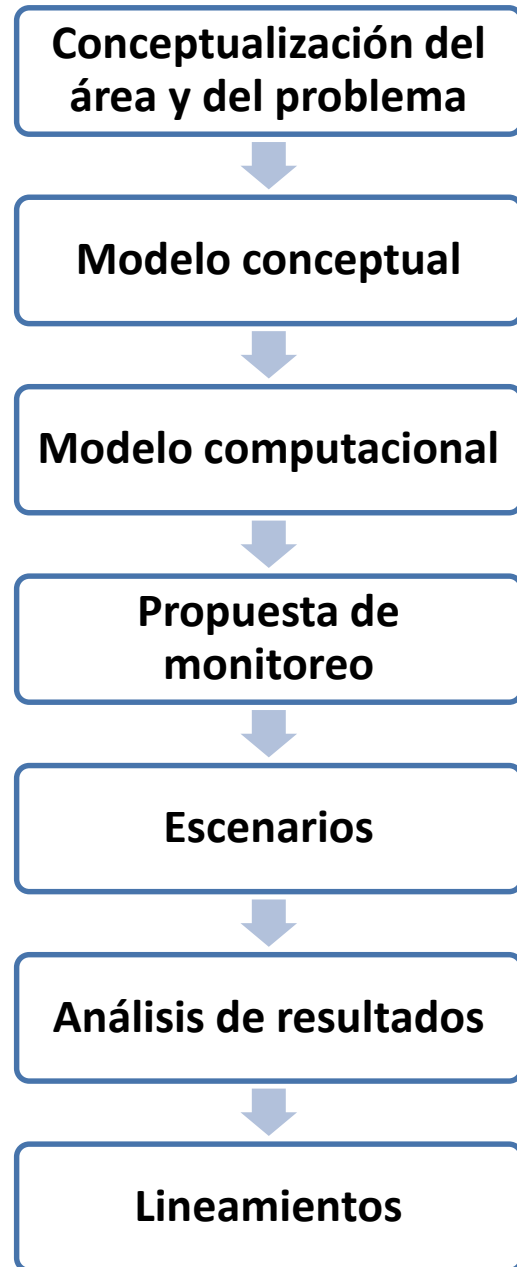 Conceptualización del
área y del problema
Modelo conceptual
Modelo computacional
Propuesta de
monitoreo
Escenarios
Análisis de resultados
Lineamientos